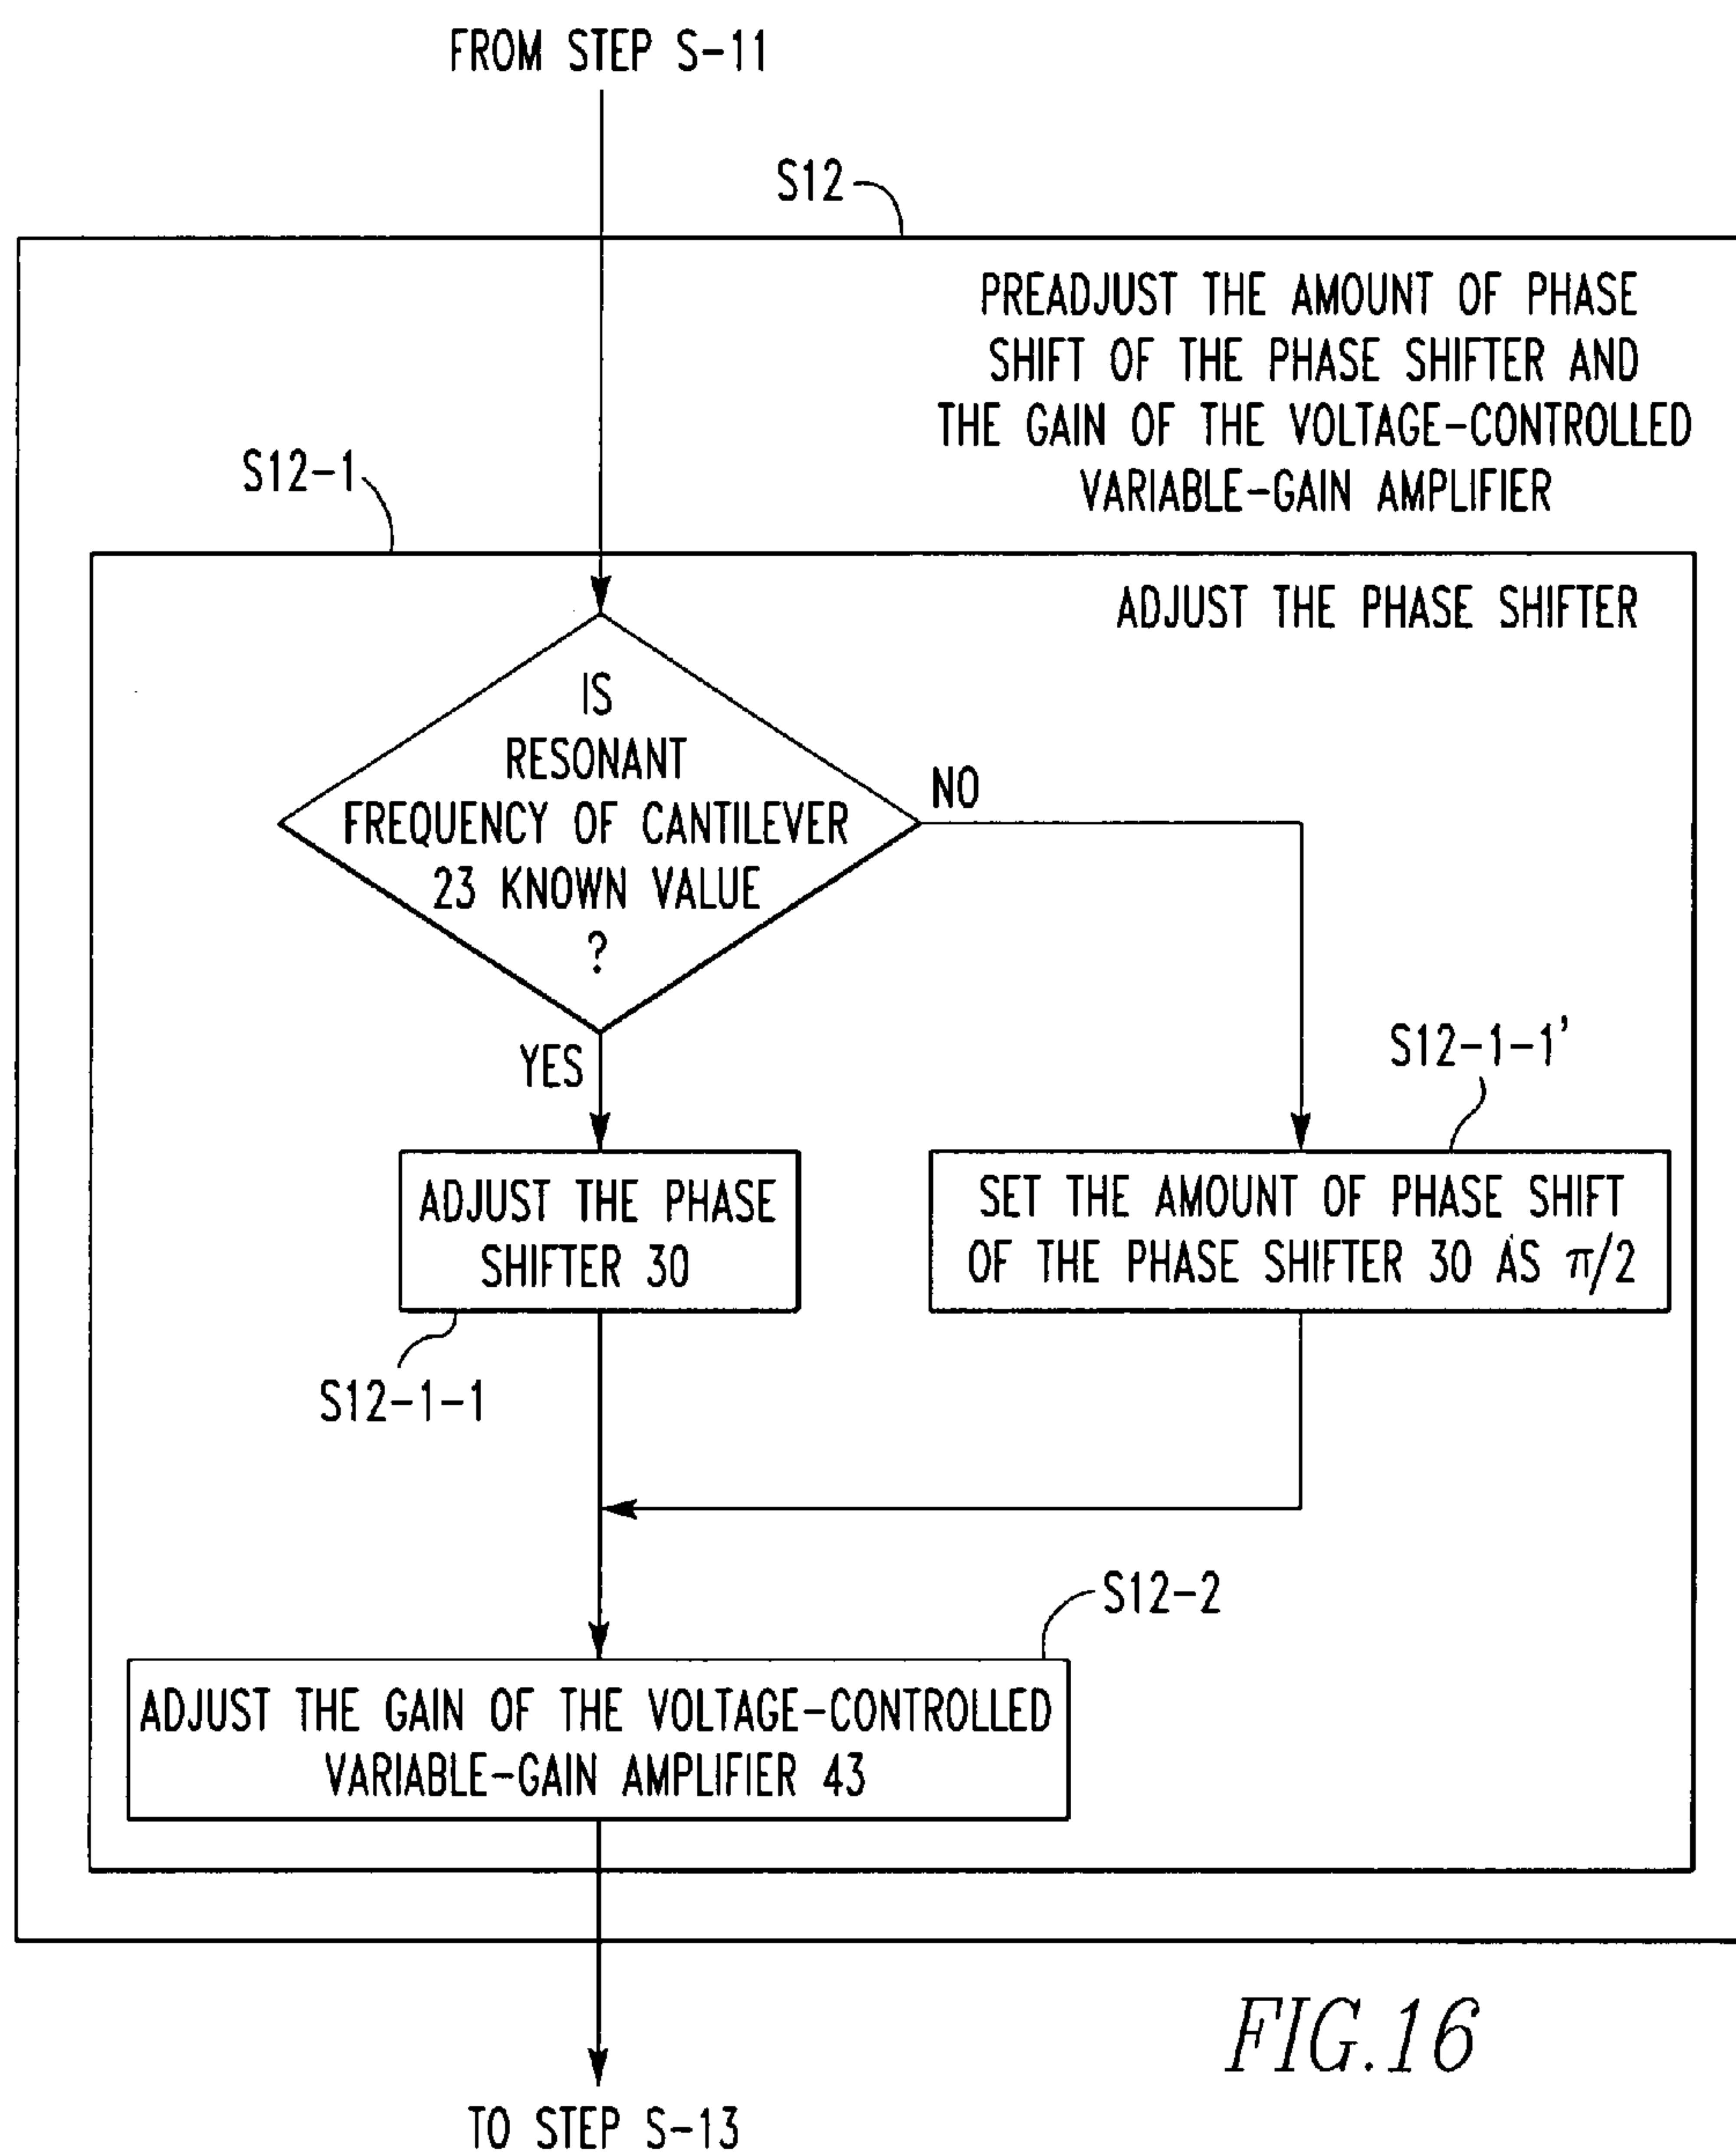 FROM STEP S-11
S12
PREADJUST THE AMOUNT OF PHASE
SHIFT OF THE PHASE SHIFTER AND
THE GAIN OF THE VOLTAGE-CONTROLLED
VARIABLE-GAIN AMPLIFIER
S12-1
ADJUST THE PHASE SHIFTER
IS
RESONANT
FREQUENCY OF CANTILEVER
23 KNOWN VALUE
?
NO
YES
S12-1-1'
ADJUST THE PHASE
SHIFTER 30
SET THE AMOUNT OF PHASE SHIFT
OF THE PHASE SHIFTER 30 AS π/2
S12-1-1
S12-2
ADJUST THE GAIN OF THE VOLTAGE-CONTROLLED
VARIABLE-GAIN AMPLIFIER 43
TO STEP S-13
FIG.16